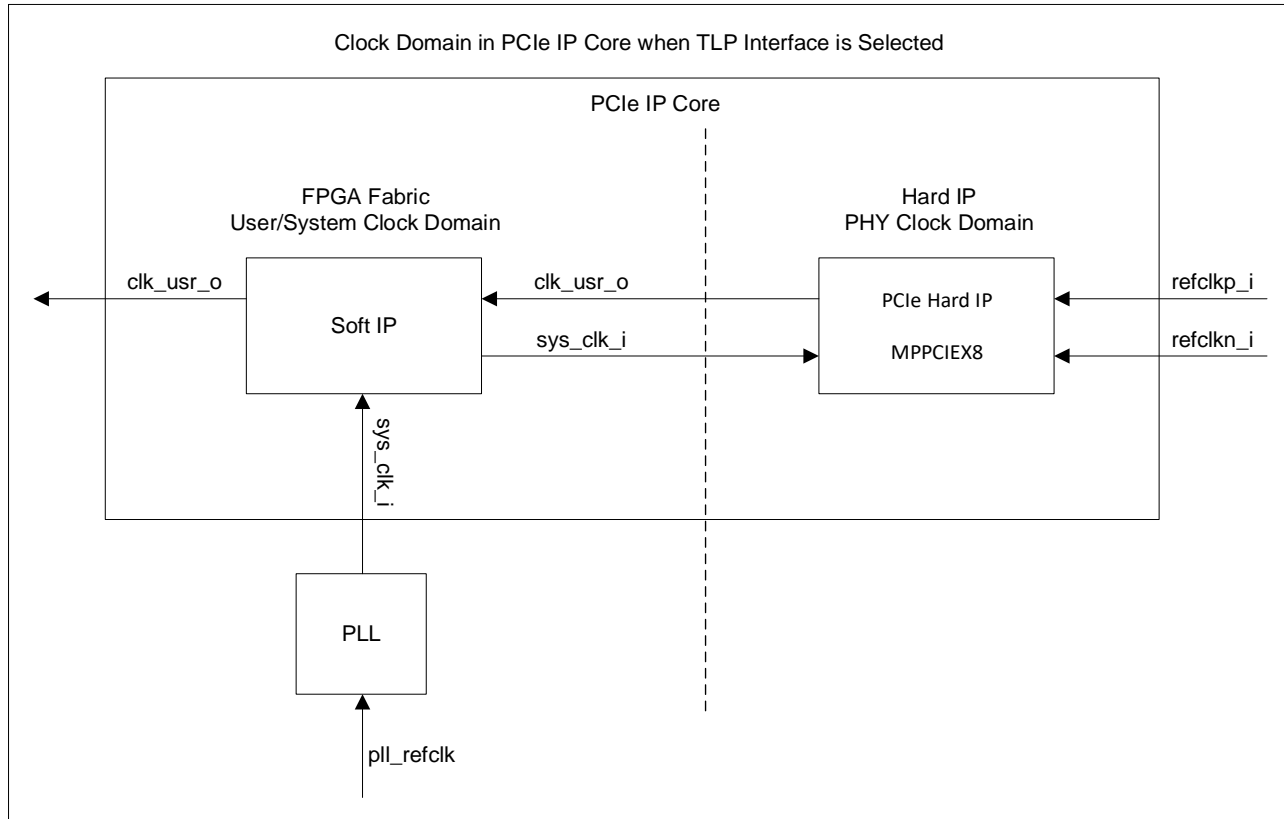 Clock Domain in PCIe IP Core when TLP Interface is Selected
PCIe IP Core
FPGA Fabric
User/System Clock Domain
Hard IP
PHY Clock Domain
clk_usr_o
Soft IP
clk_usr_o
sys_clk_i
PCIe Hard IP
MPPCIEX8
refclkp_i
refclkn_i
sys_clk_i
PLL
pll_refclk